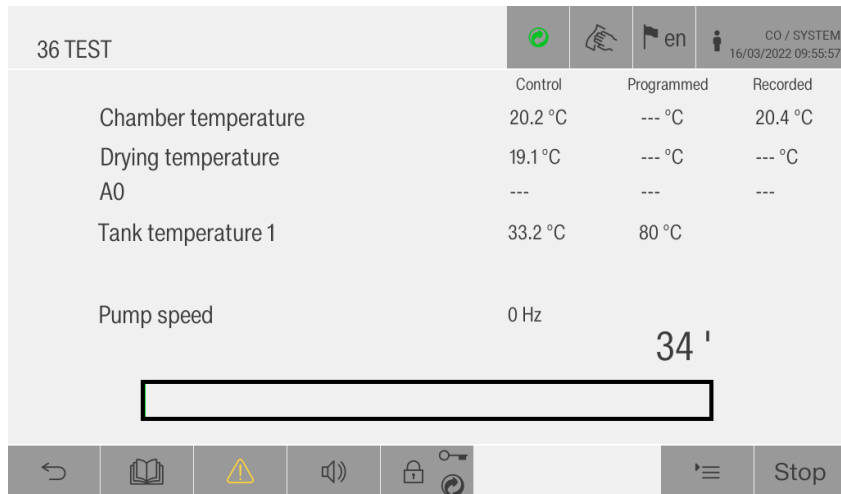 36 TEST
en
CO / SYSTEM
16/03/2022 09:55:57
Control Programmed Recorded
Chamber temperature 20.2 °C --- °C 20.4 °C
Drying temperature 19.1 °C --- °C --- °C
A0 --- --- ---
Tank temperature 1 33.2 °C 80 °C
Pump speed 0 Hz
34 '
Stop